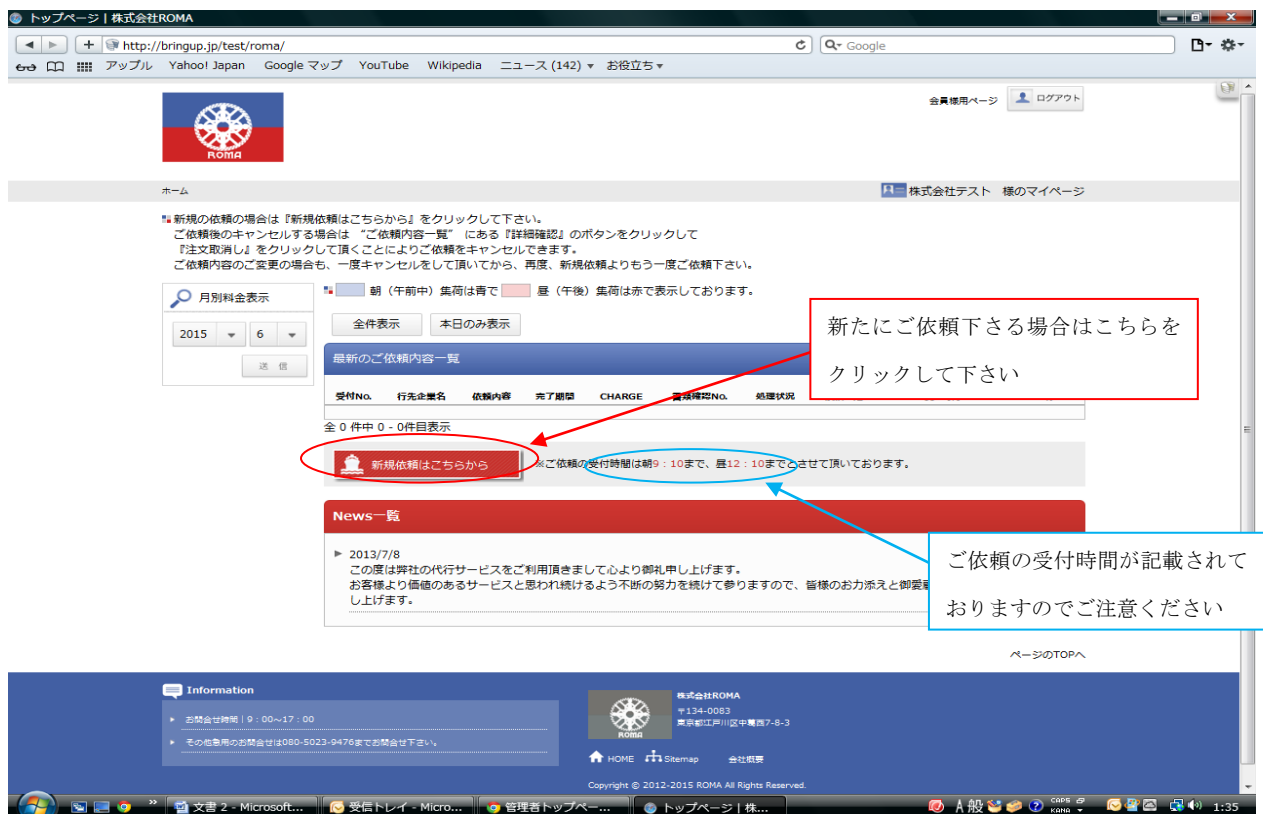 トップページ | 株式会社ROMA
http://bringup.jp/test/roma/
Google
アップル Yahoo! Japan Google マップ YouTube Wikipedia ニュース (142) お役立ち
会員様用ページ ログアウト
ROMA
ホーム
株式会社テスト 様のマイページ
新規の依頼の場合は『新規依頼はこちらから』をクリックして下さい。
ご依頼後のキャンセルする場合は “ご依頼内容一覧” にある『詳細確認』のボタンをクリックして
『注文取消し』をクリックして頂くことによりご依頼をキャンセルできます。
ご依頼内容のご変更の場合も、一度キャンセルをして頂いてから、再度、新規依頼よりもう一度ご依頼下さい。
月別料金表示
2015 6
送 信
朝（午前中）集荷は青で 昼（午後）集荷は赤で表示しております。
全件表示 本日のみ表示
最新のご依頼内容一覧
受付No. 行先企業名 依頼内容 完了期間 CHARGE 書類確認No. 処理状況
全 0 件中 0 - 0件目表示
新規依頼はこちらから
※ご依頼の受付時間は朝9：10まで、昼12：10までとさせて頂いております。
新たにご依頼下さる場合はこちらを
クリックして下さい
News一覧
2013/7/8
この度は弊社の代行サービスをご利用頂きまして心より御礼申し上げます。
お客様より価値のあるサービスと思われ続けるよう不断の努力を続けて参りますので、皆様のお力添えと御愛
し上げます。
ご依頼の受付時間が記載されて
おりますのでご注意ください
ページのTOPへ
Information
お問合せ時間 | 9：00～17：00
その他急用のお問合せは080-5023-9476までお問合せ下さい。
ROMA
株式会社ROMA
〒134-0083
東京都江戸川区中葛西7-8-3
HOME Sitemap 会社概要
Copyright © 2012-2015 ROMA All Rights Reserved.
文書 2 - Microsoft... 受信トレイ - Micro... 管理者トップペー... トップページ | 株...
A 般 CAPS KANA 1:35